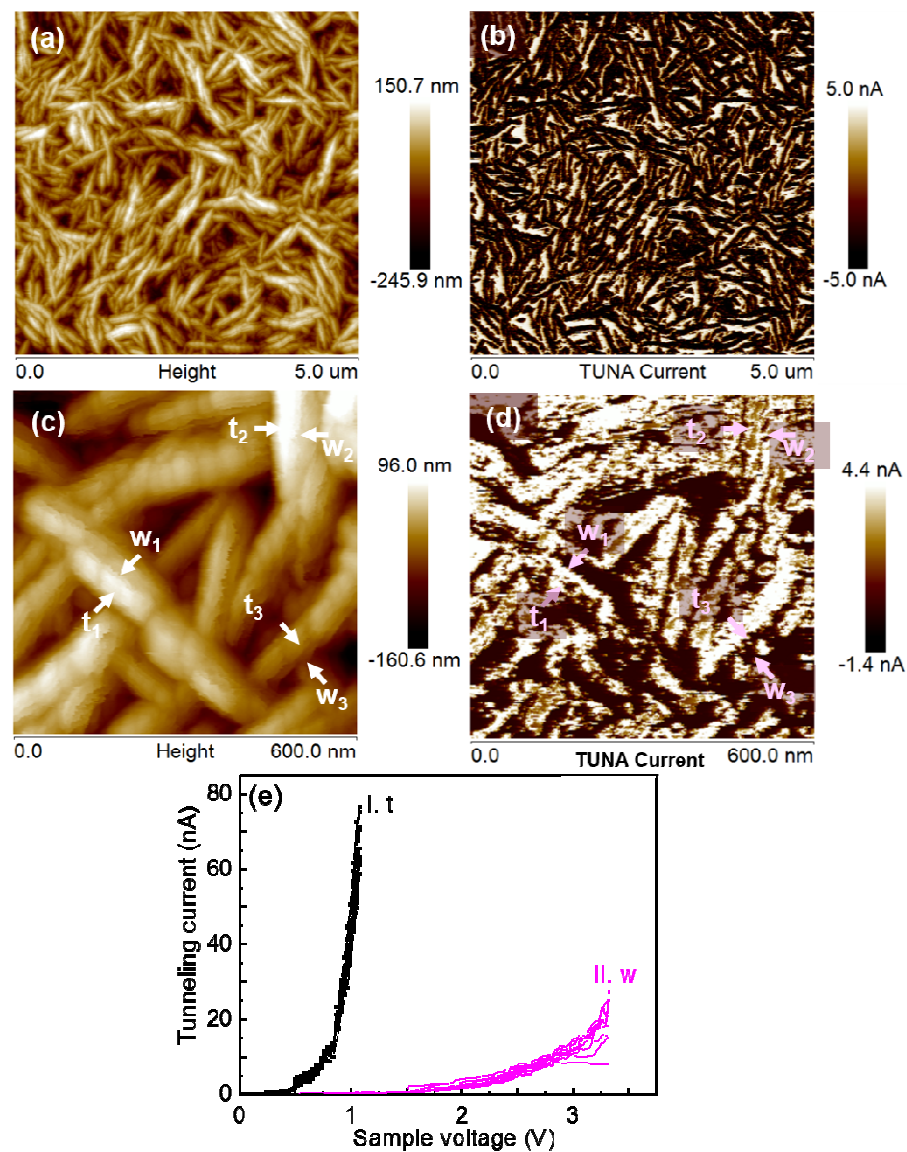 (a)
150.7 nm
-245.9 nm
0.0 Height 5.0 um
(b)
5.0 nA
-5.0 nA
0.0 TUNA Current 5.0 um
(c)
t2
w2
w1
t1
t3
w3
96.0 nm
-160.6 nm
0.0 Height 600.0 nm
(d)
t2
w2
w1
t1
t3
w3
4.4 nA
-1.4 nA
0.0 TUNA Current 600.0 nm
(e)
I. t
II. w
Tunneling current (nA)
80
60
40
20
0
0 1 2 3
Sample voltage (V)